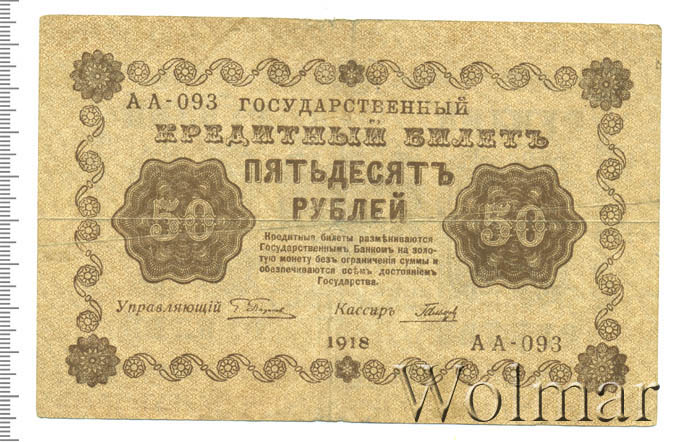 АА-093 ГОСУДАРСТВЕННЫЙ
КРЕДИТНЫЙ БИЛЕТЪ
ПЯТЬДЕСЯТЪ
РУБЛЕЙ
50
50
Кредитные билеты размѣниваются
Государственнымъ Банкомъ на золо-
тую монету безъ ограниченія суммы и
обезпечиваются всѣмъ достояніемъ
Государства.
Управляющій
Кассиръ
1918
АА-093
Wolmar